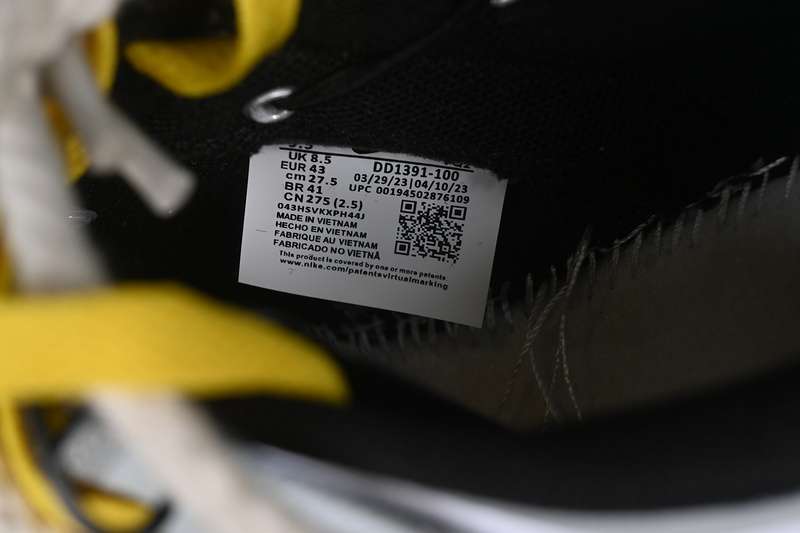 UK 8.5
EUR 43
cm 27.5
BR 41
CN 275 (2.5)
DD1391-100
03/29/23|04/10/23
UPC 00194502876109
043H5VKXXPH44J
MADE IN VIETNAM
HECHO EN VIETNAM
FABRIQUE AU VIETNAM
FABRICADO NO VIETNÃ
This product is covered by one or more patents
www.nike.com/patentsvirtualmarking